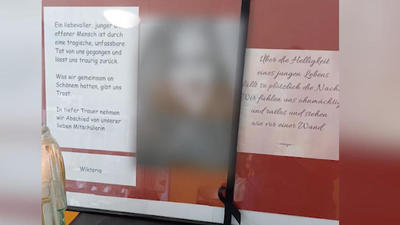 Ein liebevoller, junger
offener Mensch ist durch
eine tragische, unfassbare
Tat von uns gegangen und
lässt uns traurig zurück.
Was wir gemeinsam an
Schönem hatten, gibt uns
Trost.
In tiefer Trauer nehmen
wir Abschied von unserer
lieben Mitschülerin
Wiktoria
Über die Helligkeit
eines jungen Lebens
fällt so plötzlich die Nacht.
Wir fühlen uns ohnmächtig
und ratlos und stehen
wie vor einer Wand